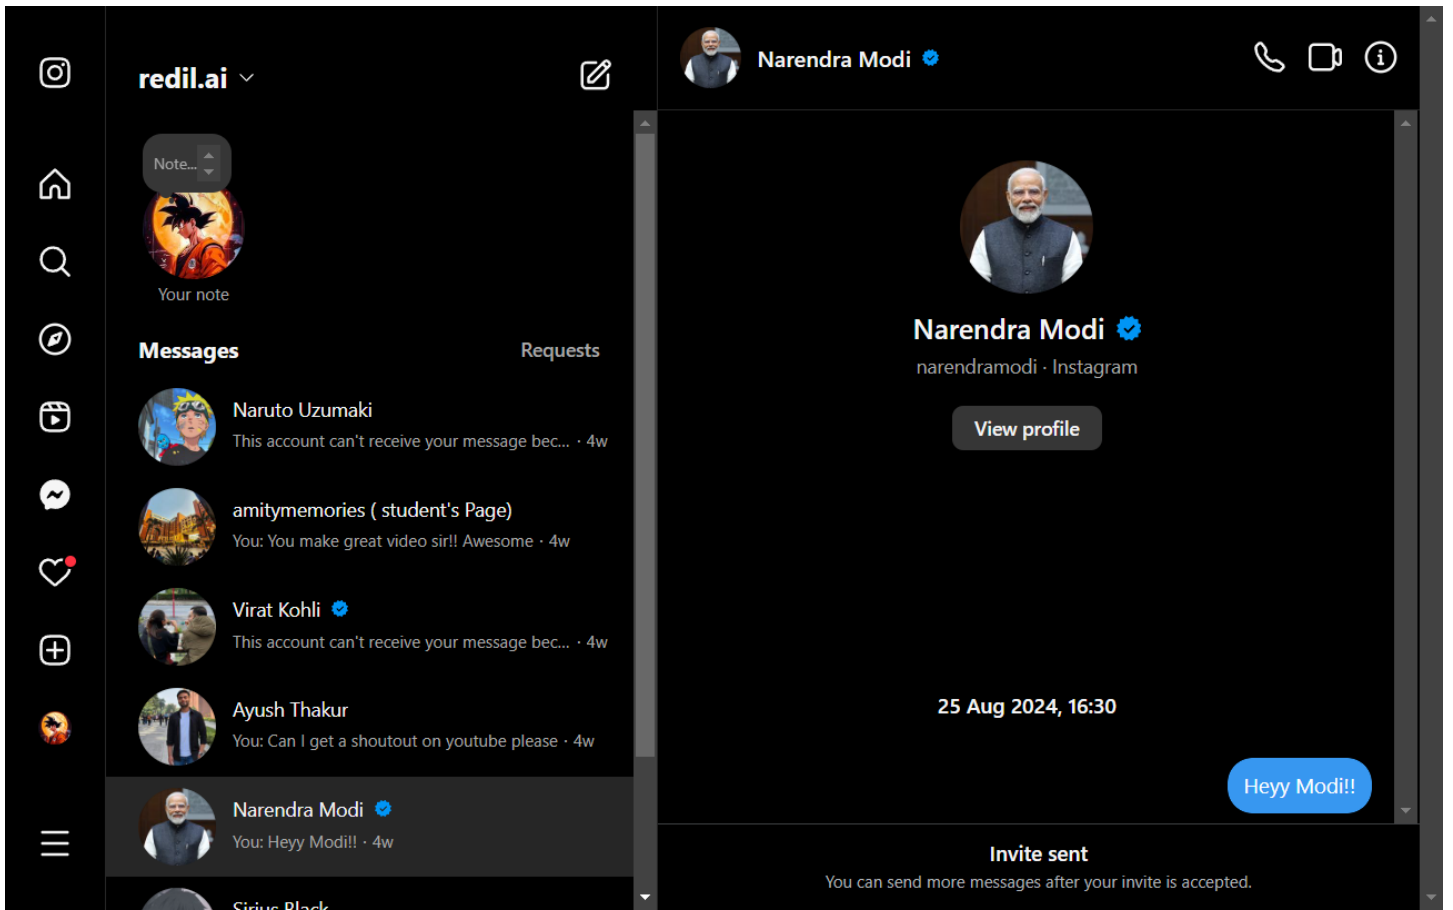 redil.ai
Note...
Your note
Messages
Requests
Naruto Uzumaki
This account can't receive your message bec... · 4w
amitymemories ( student's Page)
You: You make great video sir!! Awesome · 4w
Virat Kohli
This account can't receive your message bec... · 4w
Ayush Thakur
You: Can I get a shoutout on youtube please · 4w
Narendra Modi
You: Heyy Modi!! · 4w
Sirius Black
Narendra Modi
Narendra Modi
narendramodi · Instagram
View profile
25 Aug 2024, 16:30
Heyy Modi!!
Invite sent
You can send more messages after your invite is accepted.